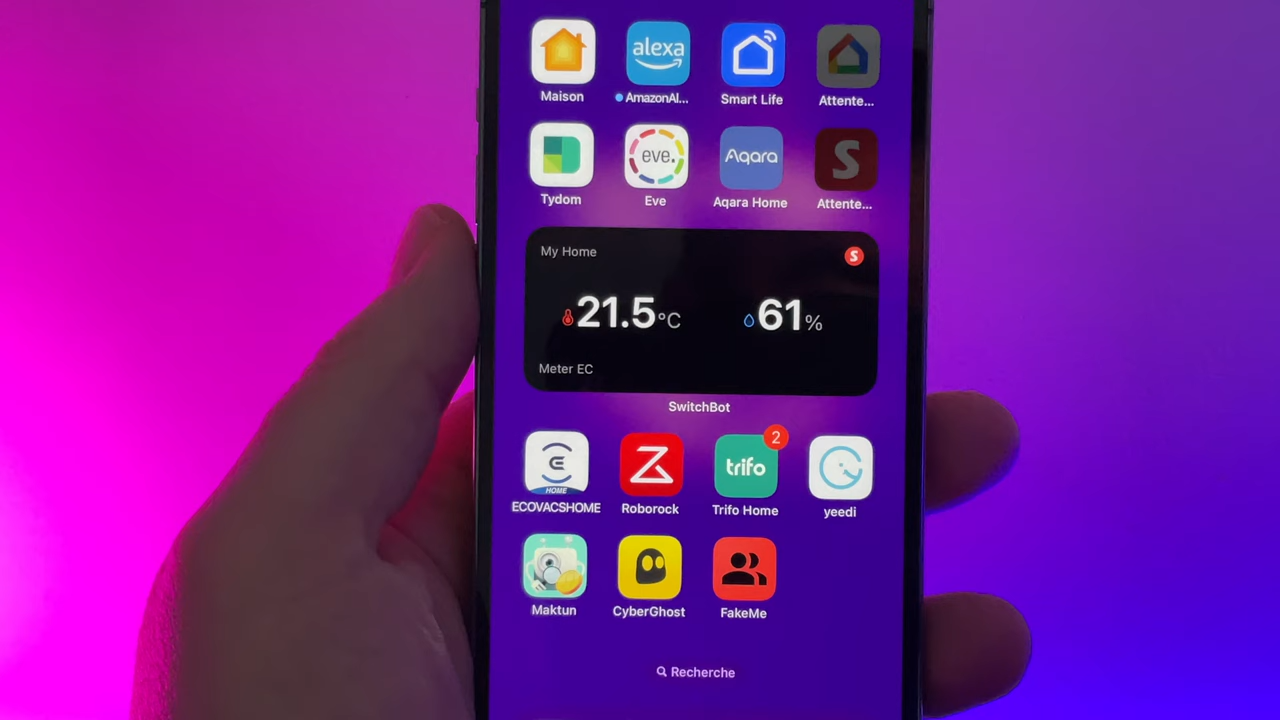 alexa
Maison AmazonAl... Smart Life Attente...
eve. Aqara S
Tydom Eve Aqara Home Attente...
My Home S
21.5°C 61%
Meter EC
SwitchBot
2
HOME trifo
ECOVACSHOME Roborock Trifo Home yeedi
Maktun CyberGhost FakeMe
Recherche